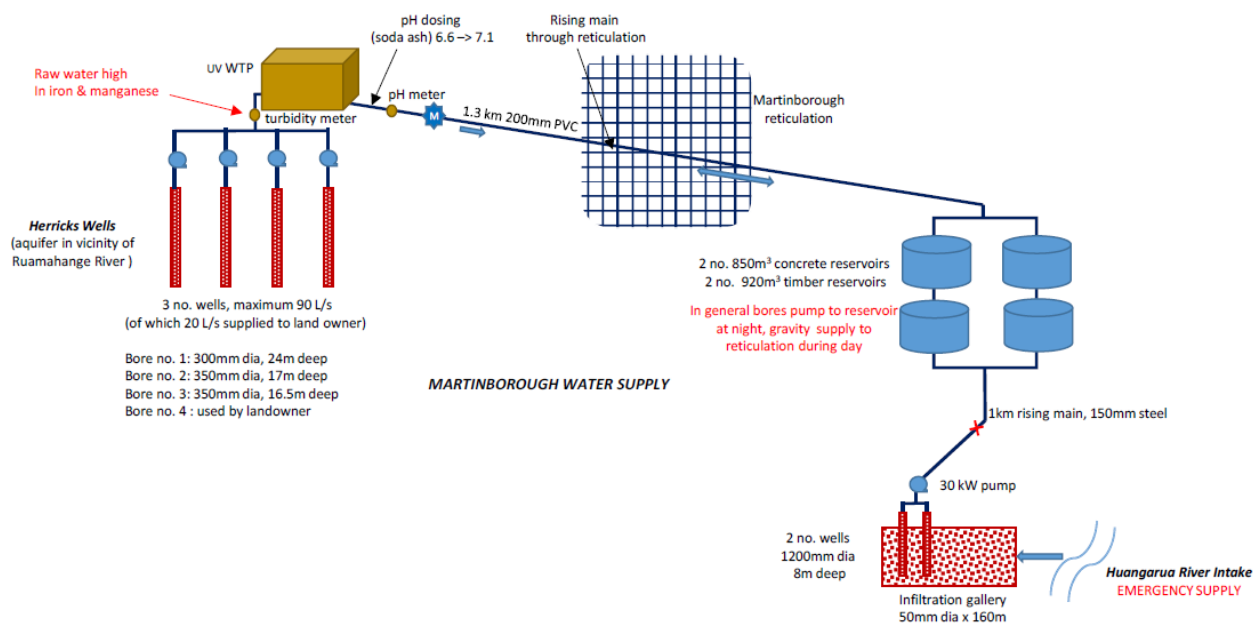 pH dosing
(soda ash) 6.6 –> 7.1
Rising main
through reticulation
UV WTP
Raw water high
In iron & manganese
turbidity meter
pH meter
M
1.3 km 200mm PVC
Martinborough
reticulation
Herricks Wells
(aquifer in vicinity of
Ruamahange River )
3 no. wells, maximum 90 L/s
(of which 20 L/s supplied to land owner)
2 no. 850m³ concrete reservoirs
2 no. 920m³ timber reservoirs
In general bores pump to reservoir
at night, gravity supply to
reticulation during day
Bore no. 1: 300mm dia, 24m deep
Bore no. 2: 350mm dia, 17m deep
Bore no. 3: 350mm dia, 16.5m deep
Bore no. 4 : used by landowner
MARTINBOROUGH WATER SUPPLY
1km rising main, 150mm steel
30 kW pump
2 no. wells
1200mm dia
8m deep
Infiltration gallery
50mm dia x 160m
Huangarua River Intake
EMERGENCY SUPPLY